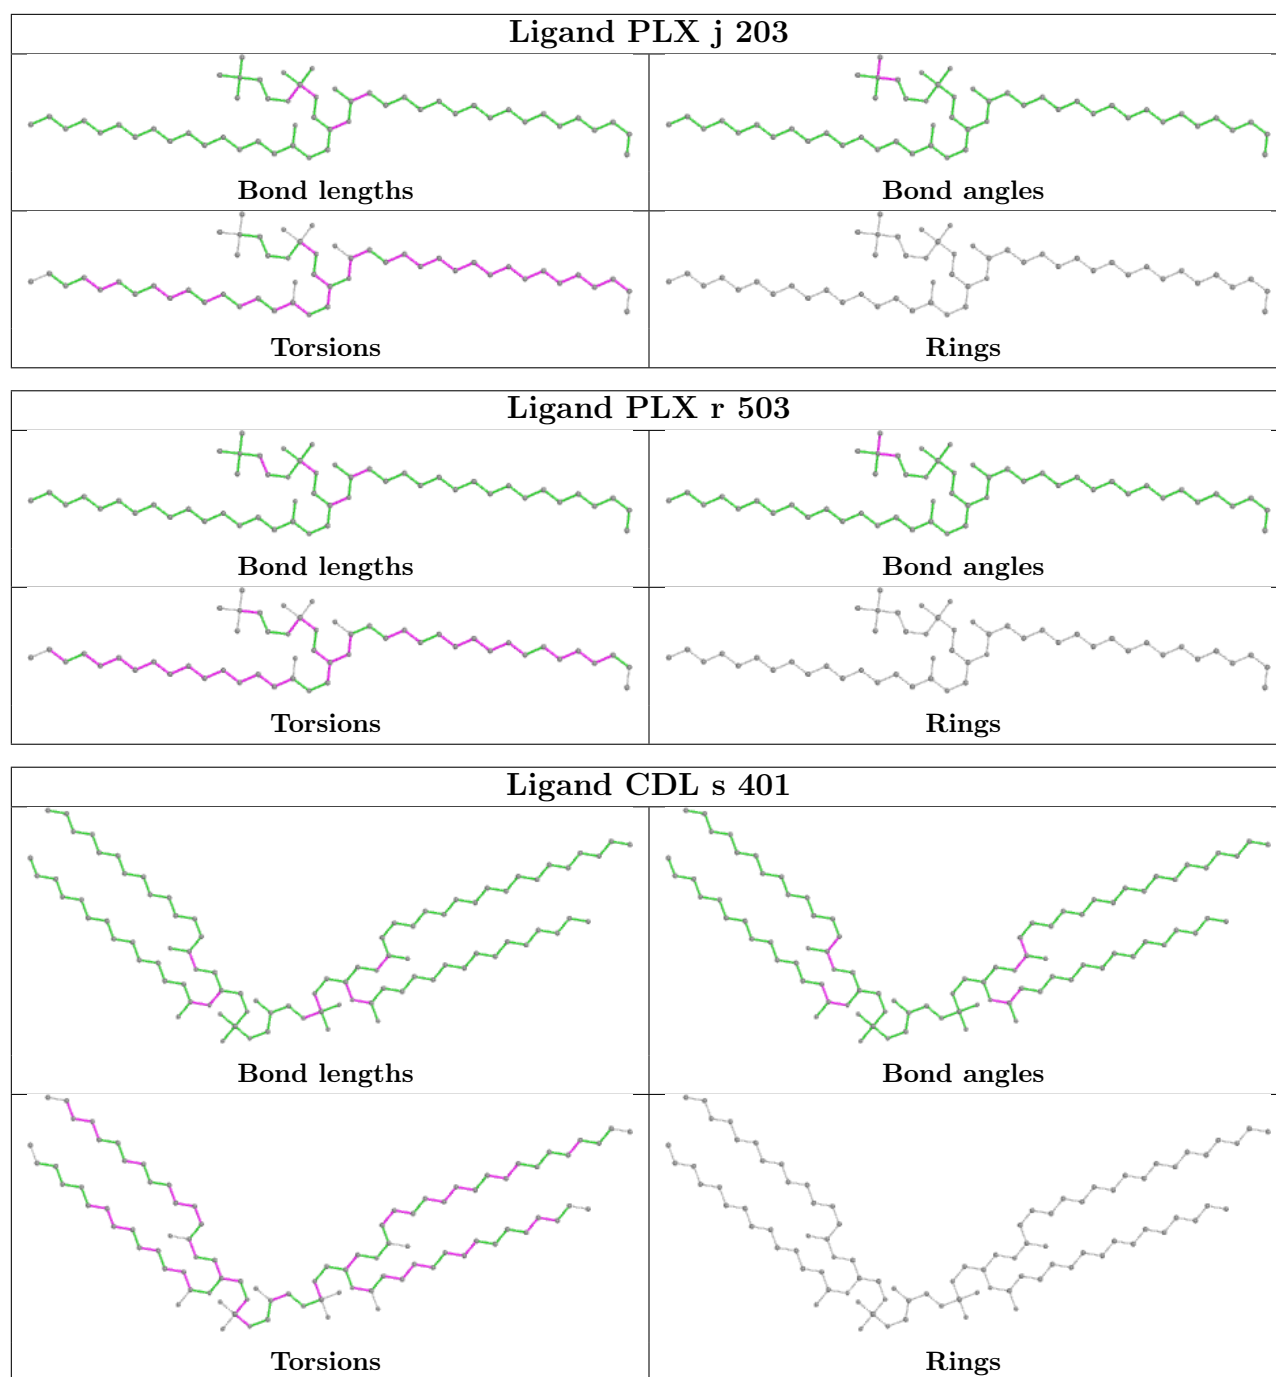 Ligand PLX j 203
Bond lengths
Bond angles
Torsions
Rings
Ligand PLX r 503
Bond lengths
Bond angles
Torsions
Rings
Ligand CDL s 401
Bond lengths
Bond angles
Torsions
Rings